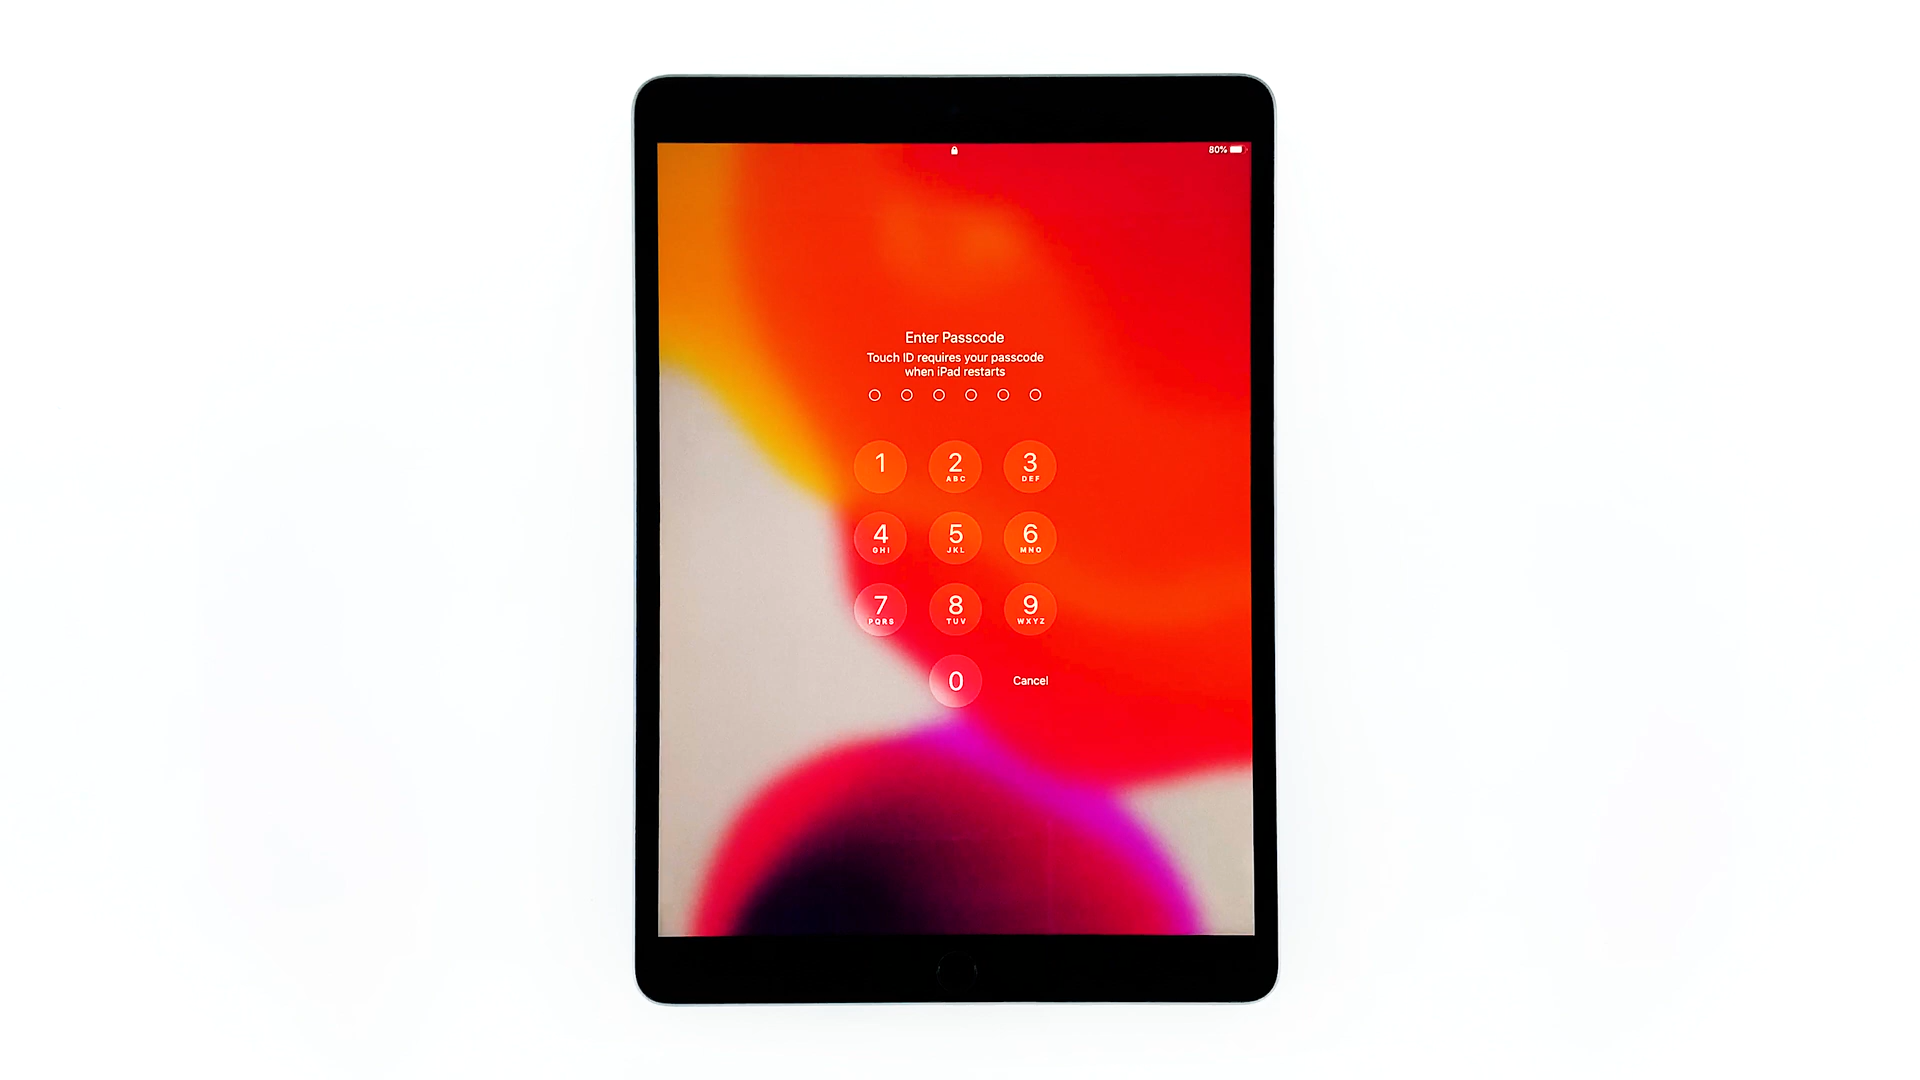 80%
Enter Passcode
Touch ID requires your passcode
when iPad restarts
1
2
ABC
3
DEF
4
GHI
5
JKL
6
MNO
7
PQRS
8
TUV
9
WXYZ
0
Cancel